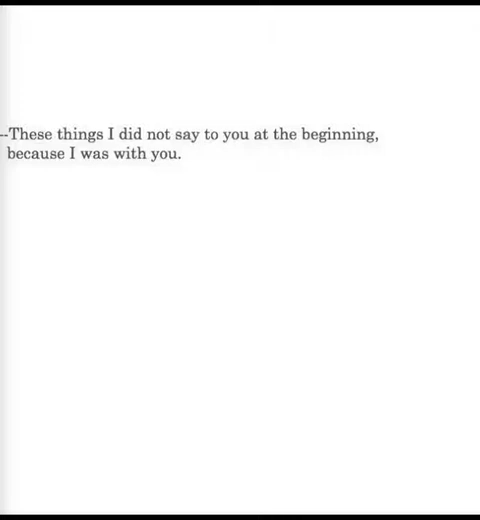 --These things I did not say to you at the beginning,
because I was with you.